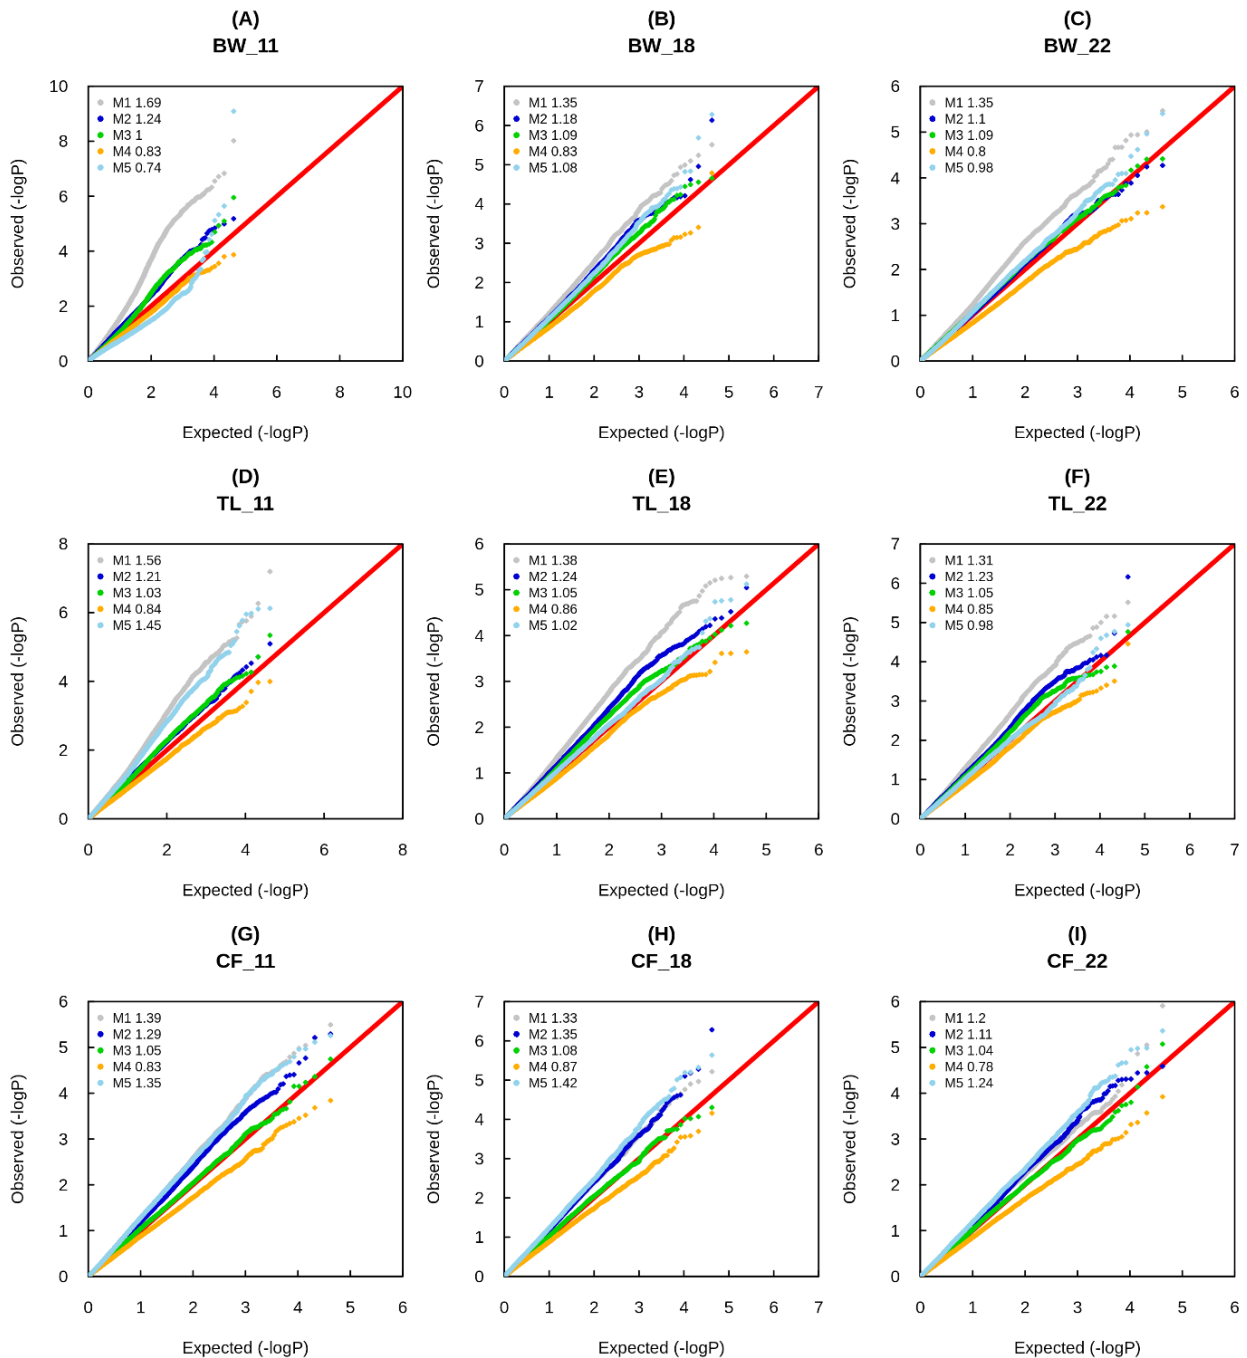 (A)
BW_11
10
8
6
4
2
0
Observed (-logP)
M1 1.69
M2 1.24
M3 1
M4 0.83
M5 0.74
0 2 4 6 8 10
Expected (-logP)
(B)
BW_18
7
6
5
4
3
2
1
0
Observed (-logP)
M1 1.35
M2 1.18
M3 1.09
M4 0.83
M5 1.08
0 1 2 3 4 5 6 7
Expected (-logP)
(C)
BW_22
6
5
4
3
2
1
0
Observed (-logP)
M1 1.35
M2 1.1
M3 1.09
M4 0.8
M5 0.98
0 1 2 3 4 5 6
Expected (-logP)
(D)
TL_11
8
6
4
2
0
Observed (-logP)
M1 1.56
M2 1.21
M3 1.03
M4 0.84
M5 1.45
0 2 4 6 8
Expected (-logP)
(E)
TL_18
6
5
4
3
2
1
0
Observed (-logP)
M1 1.38
M2 1.24
M3 1.05
M4 0.86
M5 1.02
0 1 2 3 4 5 6
Expected (-logP)
(F)
TL_22
7
6
5
4
3
2
1
0
Observed (-logP)
M1 1.31
M2 1.23
M3 1.05
M4 0.85
M5 0.98
0 1 2 3 4 5 6 7
Expected (-logP)
(G)
CF_11
6
5
4
3
2
1
0
Observed (-logP)
M1 1.39
M2 1.29
M3 1.05
M4 0.83
M5 1.35
0 1 2 3 4 5 6
Expected (-logP)
(H)
CF_18
7
6
5
4
3
2
1
0
Observed (-logP)
M1 1.33
M2 1.35
M3 1.08
M4 0.87
M5 1.42
0 1 2 3 4 5 6 7
Expected (-logP)
(I)
CF_22
6
5
4
3
2
1
0
Observed (-logP)
M1 1.2
M2 1.11
M3 1.04
M4 0.78
M5 1.24
0 1 2 3 4 5 6
Expected (-logP)